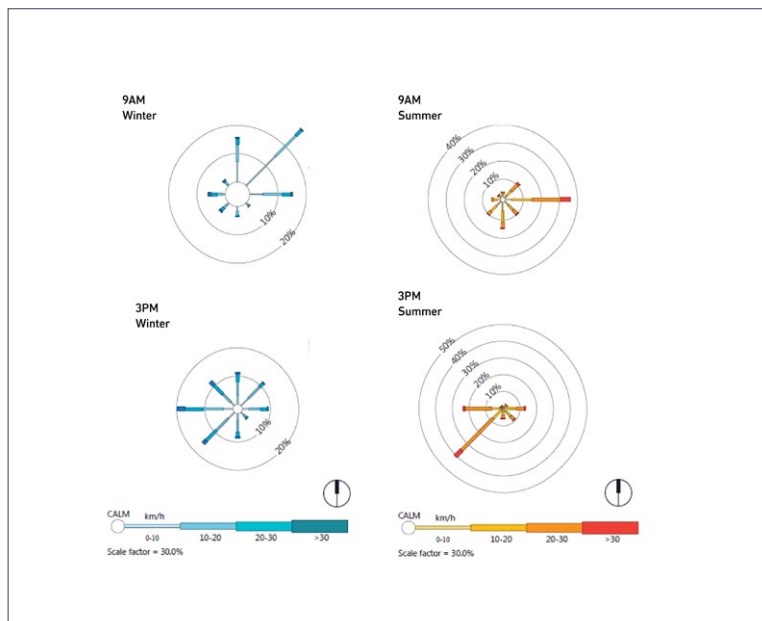 9AM
Winter
10%
20%
9AM
Summer
40%
30%
20%
10%
3PM
Winter
10%
20%
3PM
Summer
50%
40%
30%
20%
10%
CALM km/h
0-10 10-20 20-30 >30
Scale factor = 30.0%
CALM km/h
0-10 10-20 20-30 >30
Scale factor = 30.0%